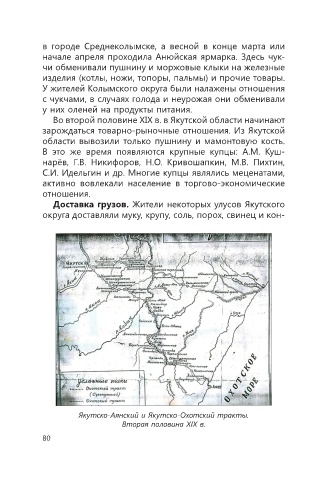 в городе Среднеколымске, а весной в конце марта или
начале апреля проходила Анюйская ярмарка. Здесь чук-
чи обменивали пушнину и моржовые клыки на железные
изделия (котлы, ножи, топоры, пальмы) и прочие товары.
У жителей Колымского округа были налажены отношения
с чукчами, в случаях голода и неурожая они обменивали
у них оленей на продукты питания.
Во второй половине XIX в. в Якутской области начинают
зарождаться товарно-рыночные отношения. Из Якутской
области вывозили только пушнину и мамонтовую кость.
В это же время появляются крупные купцы: А.М. Куш-
нарёв, Г.В. Никифоров, Н.О. Кривошапкин, М.В. Пихтин,
С.И. Идельгин и др. Многие купцы являлись меценатами,
активно вовлекали население в торгово-экономические
отношения.
Доставка грузов. Жители некоторых улусов Якутского
округа доставляли муку, крупу, соль, порох, свинец и кон-
ЯКУТСК
Условные знаки
ОХОТСКОЕ
МОРЕ
Якутско-Аянский и Якутско-Охотский тракты.
Вторая половина XIX в.
80